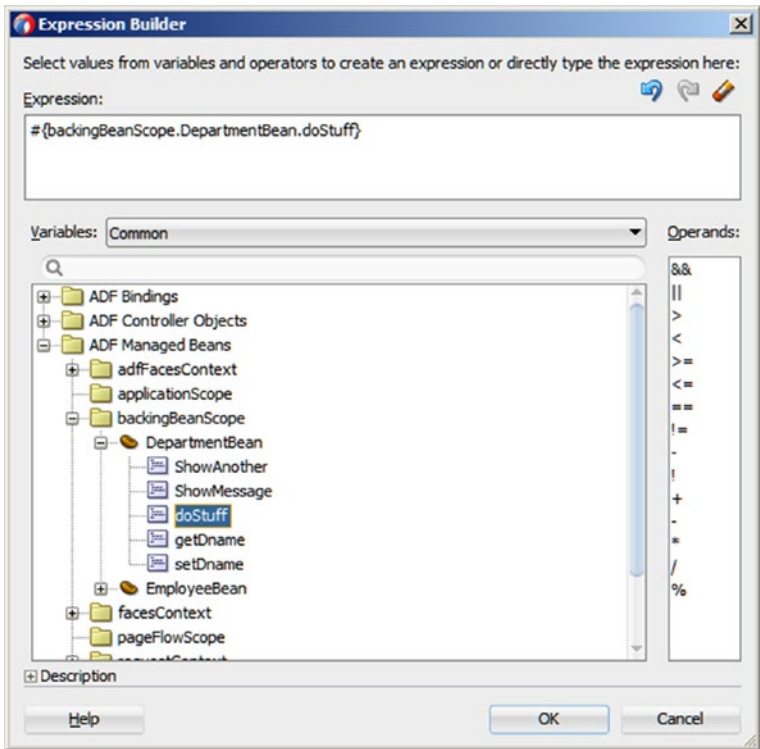 Expression Builder
Select values from variables and operators to create an expression or directly type the expression here:
Expression:
#{backingBeanScope.DepartmentBean.doStuff}
Variables: Common
Operands:
ADF Bindings
ADF Controller Objects
ADF Managed Beans
adfFacesContext
applicationScope
backingBeanScope
DepartmentBean
ShowAnother
ShowMessage
doStuff
getDname
setDname
EmployeeBean
facesContext
pageFlowScope
&&
||
>
<
>=
<=
==
!=
-
!
+
-
*
/
%
Description
Help
OK
Cancel